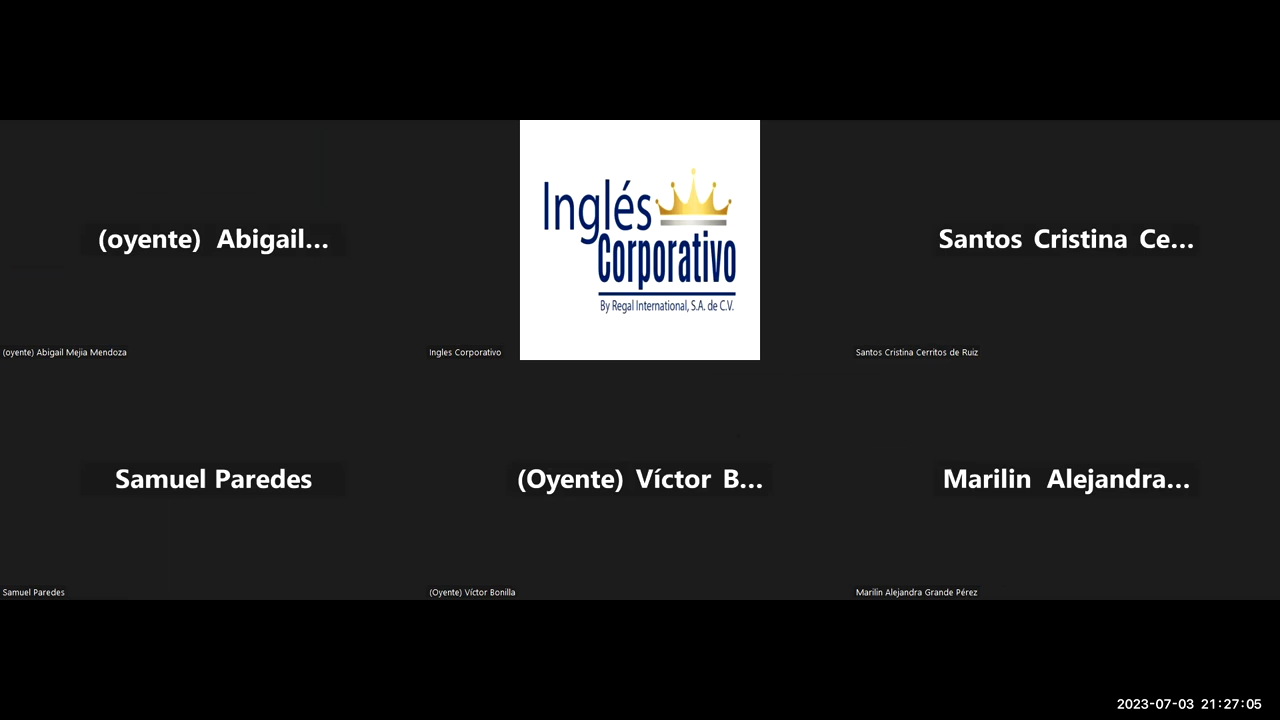 (oyente) Abigail...
Inglés
Corporativo
By Regal International, S.A. de C.V.
Santos Cristina Ce...
(oyente) Abigail Mejia Mendoza
Ingles Corporativo
Santos Cristina Cerritos de Ruiz
Samuel Paredes
(Oyente) Víctor B...
Marilin Alejandra...
Samuel Paredes
(Oyente) Víctor Bonilla
Marilin Alejandra Grande Pérez
2023-07-03 21:27:05